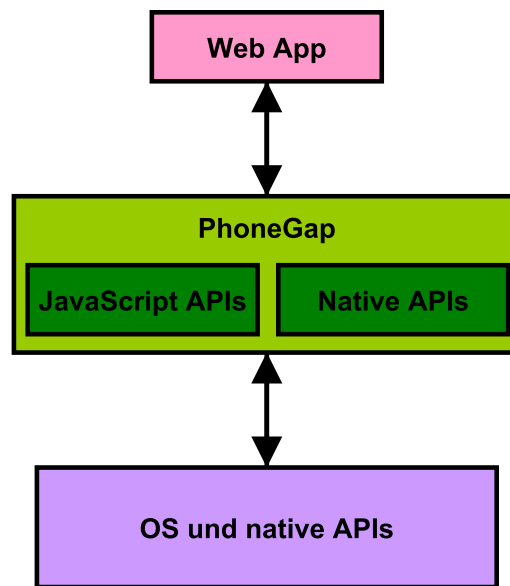 Web App
PhoneGap
JavaScript APIs
Native APIs
OS und native APIs